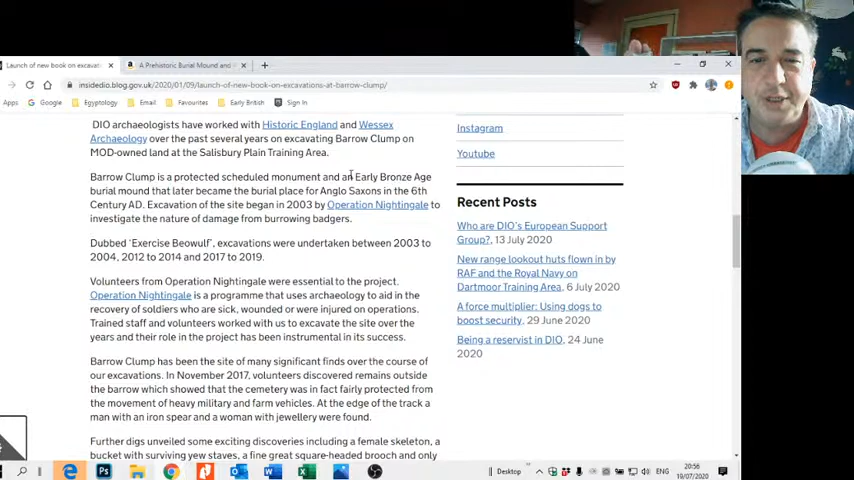 Launch of new book on excavat
A Prehistoric Burial Mound and
insidedio.blog.gov.uk/2020/01/09/launch-of-new-book-on-excavations-at-barrow-clump/
Apps
Google
Egyptology
Email
Favourites
Early British
Sign In
DIO archaeologists have worked with Historic England and Wessex
Archaeology over the past several years on excavating Barrow Clump on
MOD-owned land at the Salisbury Plain Training Area.
Barrow Clump is a protected scheduled monument and an Early Bronze Age
burial mound that later became the burial place for Anglo Saxons in the 6th
Century AD. Excavation of the site began in 2003 by Operation Nightingale to
investigate the nature of damage from burrowing badgers.
Dubbed ‘Exercise Beowulf’, excavations were undertaken between 2003 to
2004, 2012 to 2014 and 2017 to 2019.
Volunteers from Operation Nightingale were essential to the project.
Operation Nightingale is a programme that uses archaeology to aid in the
recovery of soldiers who are sick, wounded or were injured on operations.
Trained staff and volunteers worked with us to excavate the site over the
years and their role in the project has been instrumental in its success.
Barrow Clump has been the site of many significant finds over the course of
our excavations. In November 2017, volunteers discovered remains outside
the barrow which showed that the cemetery was in fact fairly protected from
the movement of heavy military and farm vehicles. At the edge of the track a
man with an iron spear and a woman with jewellery were found.
Further digs unveiled some exciting discoveries including a female skeleton, a
bucket with surviving yew staves, a fine great square-headed brooch and only
Instagram
Youtube
Recent Posts
Who are DIO's European Support
Group?, 13 July 2020
New range lookout huts flown in by
RAF and the Royal Navy on
Dartmoor Training Area, 6 July 2020
A force multiplier: Using dogs to
boost security, 29 June 2020
Being a reservist in DIO, 24 June
2020
Desktop
ENG
20:56
19/07/2020